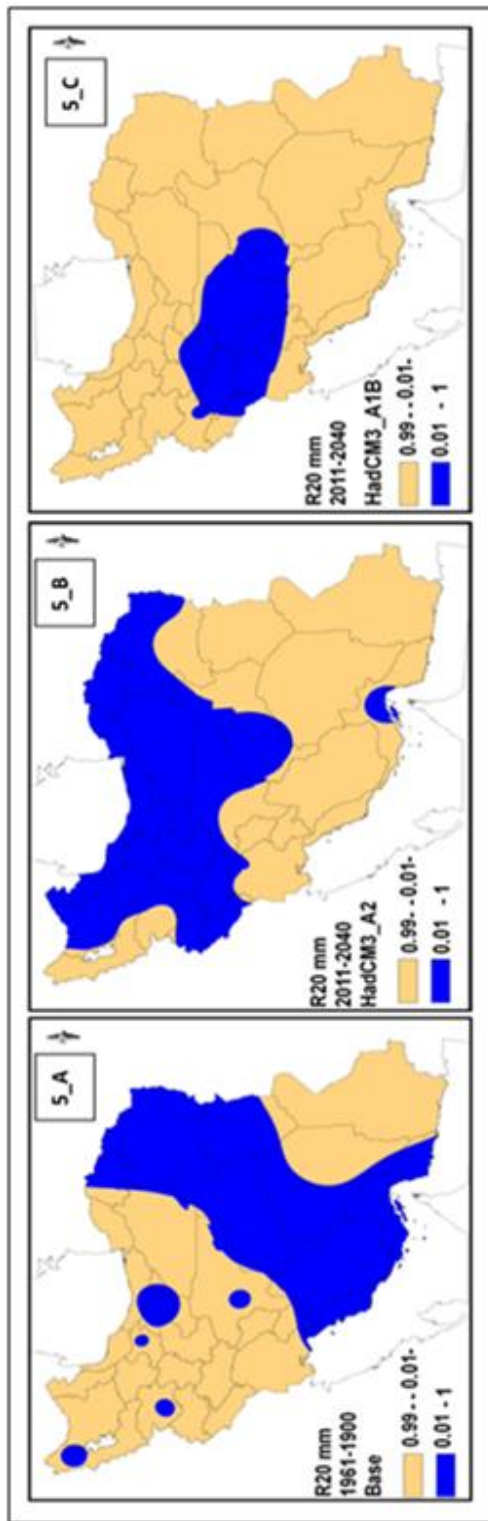 5_A
R20 mm
1961-1900
Base
0.99 - - 0.01-
0.01 - 1
5_B
R20 mm
2011-2040
HadCM3_A2
0.99- - 0.01-
0.01 - 1
5_C
R20 mm
2011-2040
HadCM3_A1B
0.99 - - 0.01-
0.01 - 1